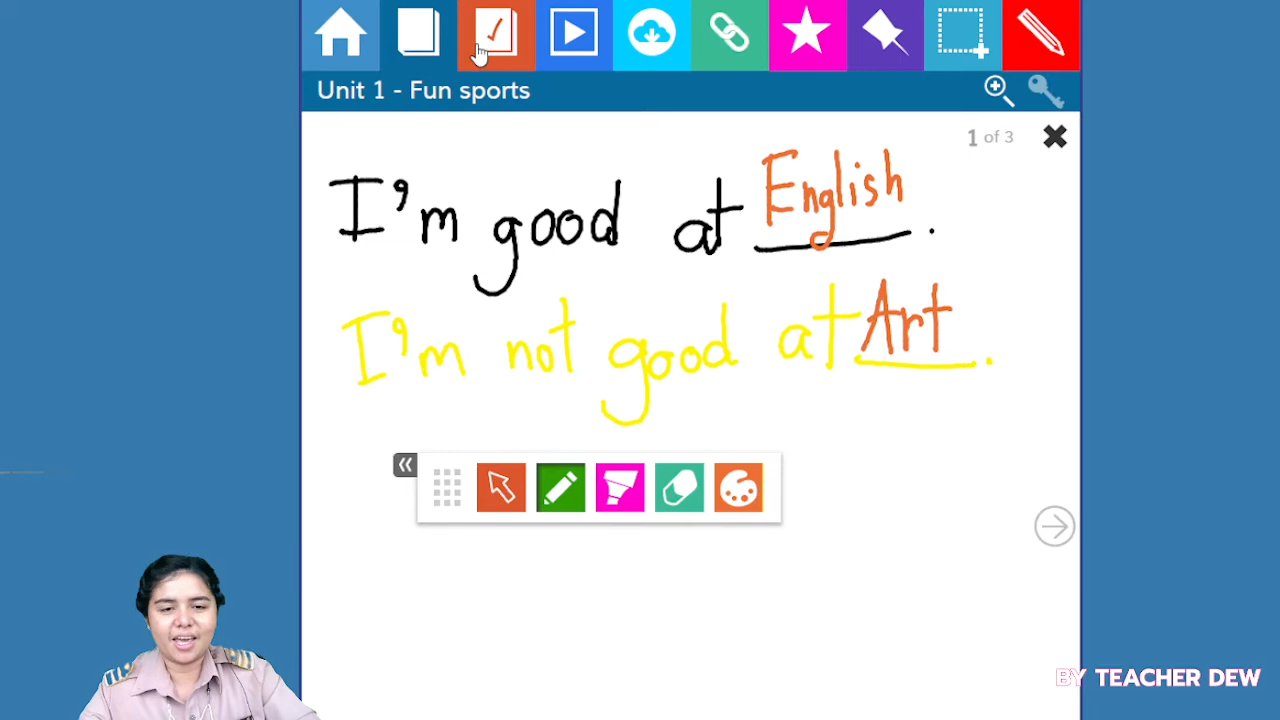 Unit 1 - Fun sports
1 of 3
I'm good at English.
I'm not good at Art.
BY TEACHER DEW